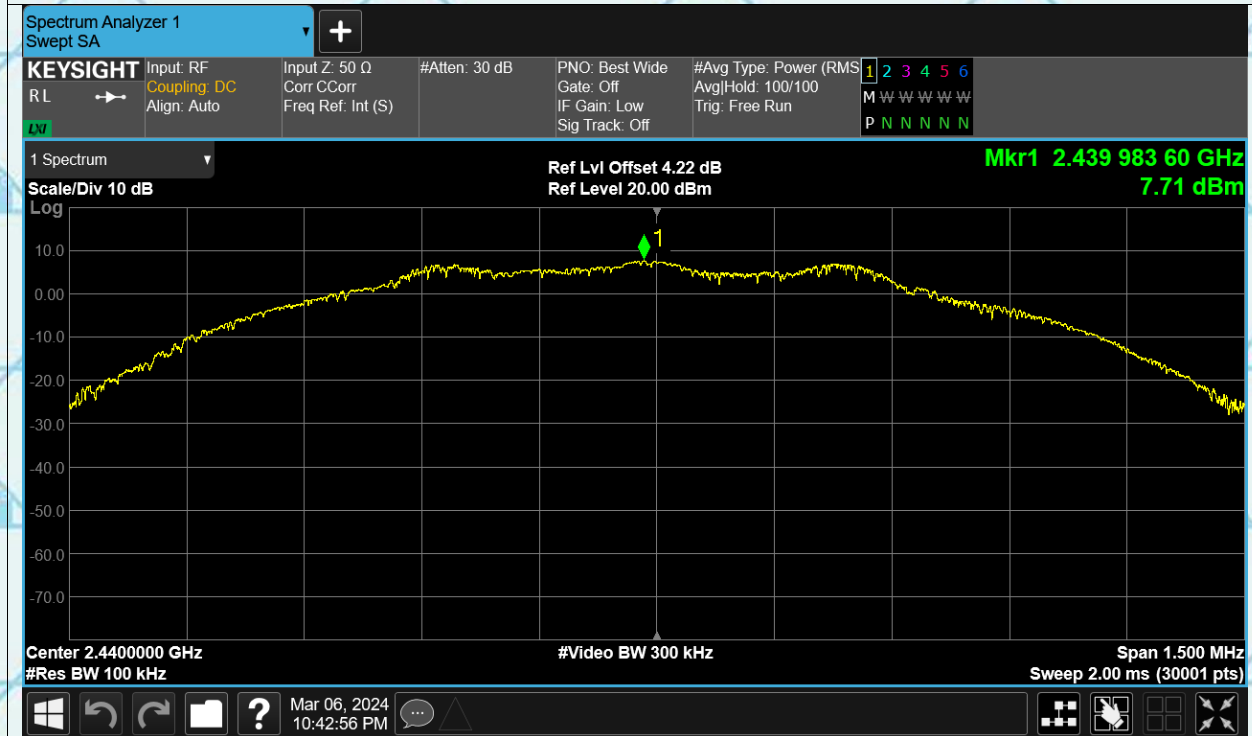 Spectrum Analyzer 1
Swept SA
KEYSIGHT
RL
LXI
Input: RF
Coupling: DC
Align: Auto
Input Z: 50 Ω
Corr CCorr
Freq Ref: Int (S)
#Atten: 30 dB
PNO: Best Wide
Gate: Off
IF Gain: Low
Sig Track: Off
#Avg Type: Power (RMS
Avg|Hold: 100/100
Trig: Free Run
1 2 3 4 5 6
M W W W W W
P N N N N N
1 Spectrum
Scale/Div 10 dB
Log
Ref Lvl Offset 4.22 dB
Ref Level 20.00 dBm
Mkr1 2.439 983 60 GHz
7.71 dBm
1
10.0
0.00
-10.0
-20.0
-30.0
-40.0
-50.0
-60.0
-70.0
Center 2.4400000 GHz
#Res BW 100 kHz
#Video BW 300 kHz
Span 1.500 MHz
Sweep 2.00 ms (30001 pts)
?
Mar 06, 2024
10:42:56 PM